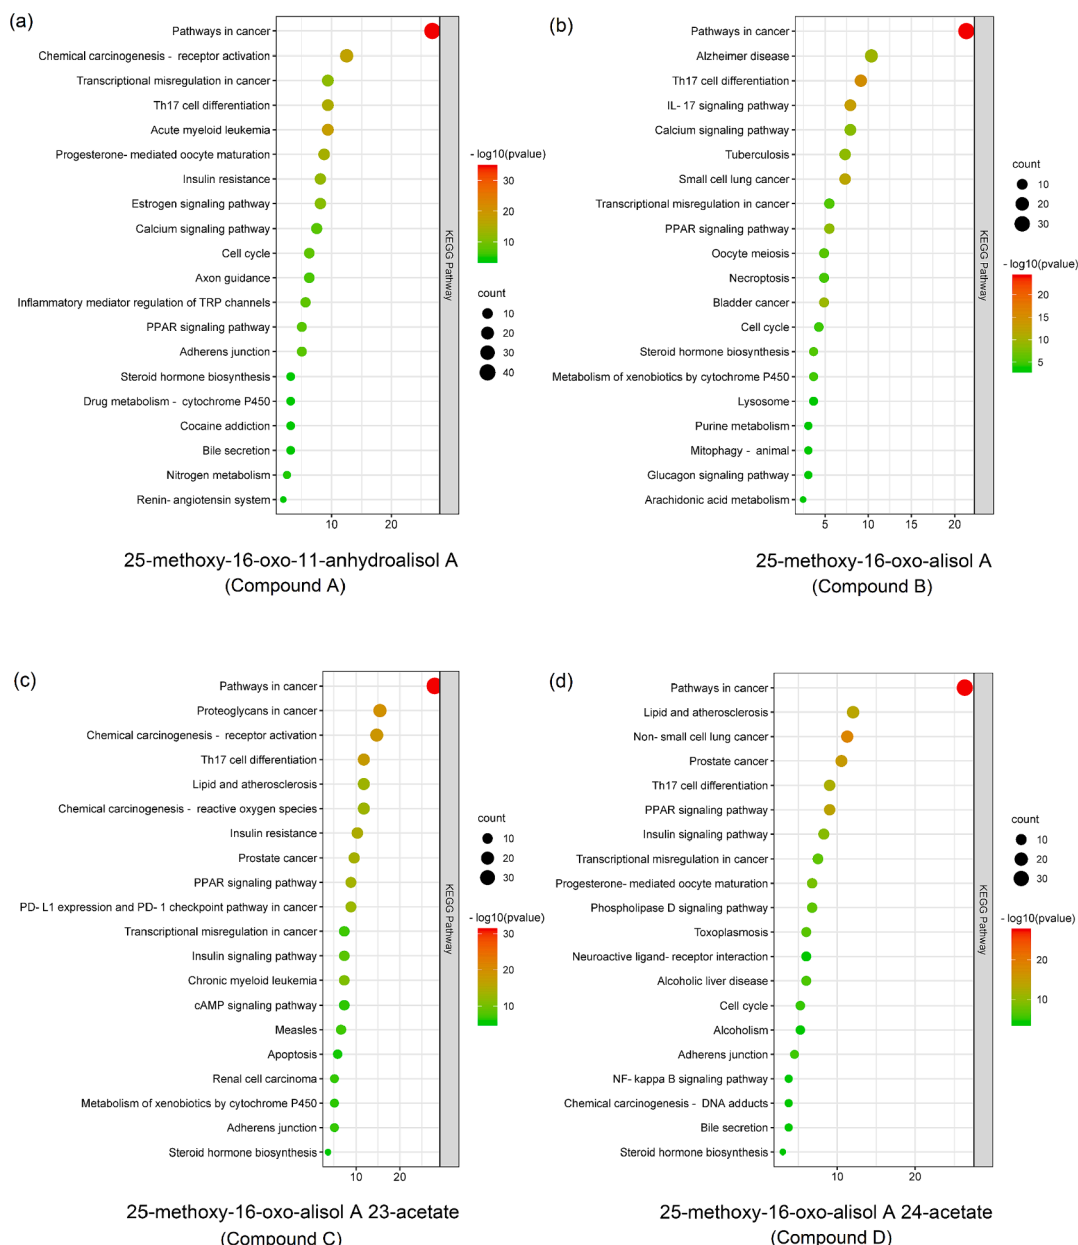 (a)
Pathways in cancer
Chemical carcinogenesis - receptor activation
Transcriptional misregulation in cancer
Th17 cell differentiation
Acute myeloid leukemia
Progesterone- mediated oocyte maturation
Insulin resistance
Estrogen signaling pathway
Calcium signaling pathway
Cell cycle
Axon guidance
Inflammatory mediator regulation of TRP channels
PPAR signaling pathway
Adherens junction
Steroid hormone biosynthesis
Drug metabolism - cytochrome P450
Cocaine addiction
Bile secretion
Nitrogen metabolism
Renin- angiotensin system
10 20
KEGG Pathway
- log10(pvalue)
30
20
10
count
10
20
30
40
25-methoxy-16-oxo-11-anhydroalisol A
(Compound A)
(b)
Pathways in cancer
Alzheimer disease
Th17 cell differentiation
IL- 17 signaling pathway
Calcium signaling pathway
Tuberculosis
Small cell lung cancer
Transcriptional misregulation in cancer
PPAR signaling pathway
Oocyte meiosis
Necroptosis
Bladder cancer
Cell cycle
Steroid hormone biosynthesis
Metabolism of xenobiotics by cytochrome P450
Lysosome
Purine metabolism
Mitophagy - animal
Glucagon signaling pathway
Arachidonic acid metabolism
5 10 15 20
KEGG Pathway
count
10
20
30
- log10(pvalue)
20
15
10
5
25-methoxy-16-oxo-alisol A
(Compound B)
(c)
Pathways in cancer
Proteoglycans in cancer
Chemical carcinogenesis - receptor activation
Th17 cell differentiation
Lipid and atherosclerosis
Chemical carcinogenesis - reactive oxygen species
Insulin resistance
Prostate cancer
PPAR signaling pathway
PD- L1 expression and PD- 1 checkpoint pathway in cancer
Transcriptional misregulation in cancer
Insulin signaling pathway
Chronic myeloid leukemia
cAMP signaling pathway
Measles
Apoptosis
Renal cell carcinoma
Metabolism of xenobiotics by cytochrome P450
Adherens junction
Steroid hormone biosynthesis
10 20
KEGG Pathway
count
10
20
30
- log10(pvalue)
30
20
10
25-methoxy-16-oxo-alisol A 23-acetate
(Compound C)
(d)
Pathways in cancer
Lipid and atherosclerosis
Non- small cell lung cancer
Prostate cancer
Th17 cell differentiation
PPAR signaling pathway
Insulin signaling pathway
Transcriptional misregulation in cancer
Progesterone- mediated oocyte maturation
Phospholipase D signaling pathway
Toxoplasmosis
Neuroactive ligand- receptor interaction
Alcoholic liver disease
Cell cycle
Alcoholism
Adherens junction
NF- kappa B signaling pathway
Chemical carcinogenesis - DNA adducts
Bile secretion
Steroid hormone biosynthesis
10 20
KEGG Pathway
count
10
20
30
- log10(pvalue)
20
10
25-methoxy-16-oxo-alisol A 24-acetate
(Compound D)